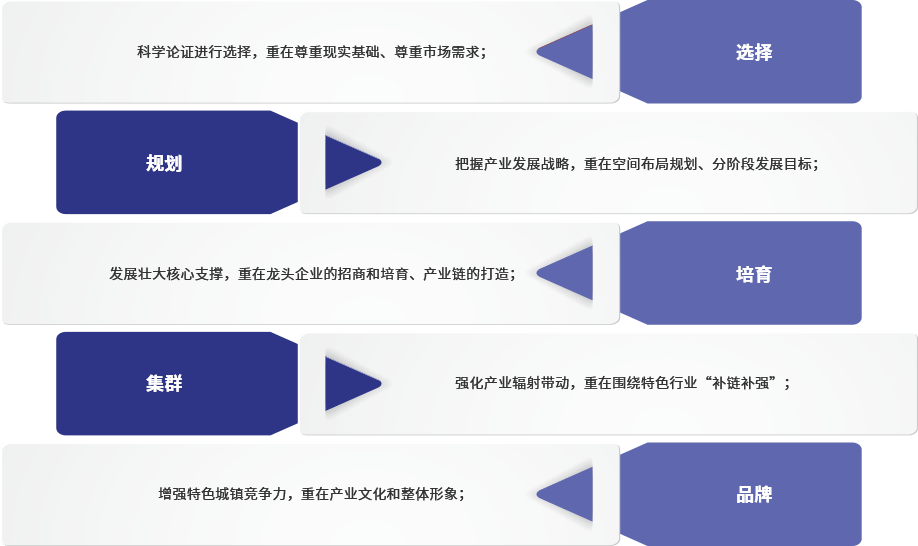 科学论证进行选择，重在尊重现实基础、尊重市场需求；
选择
规划
把握产业发展战略，重在空间布局规划、分阶段发展目标；
发展壮大核心支撑，重在龙头企业的招商和培育、产业链的打造；
培育
集群
强化产业辐射带动，重在围绕特色行业“补链补强”；
增强特色城镇竞争力，重在产业文化和整体形象；
品牌